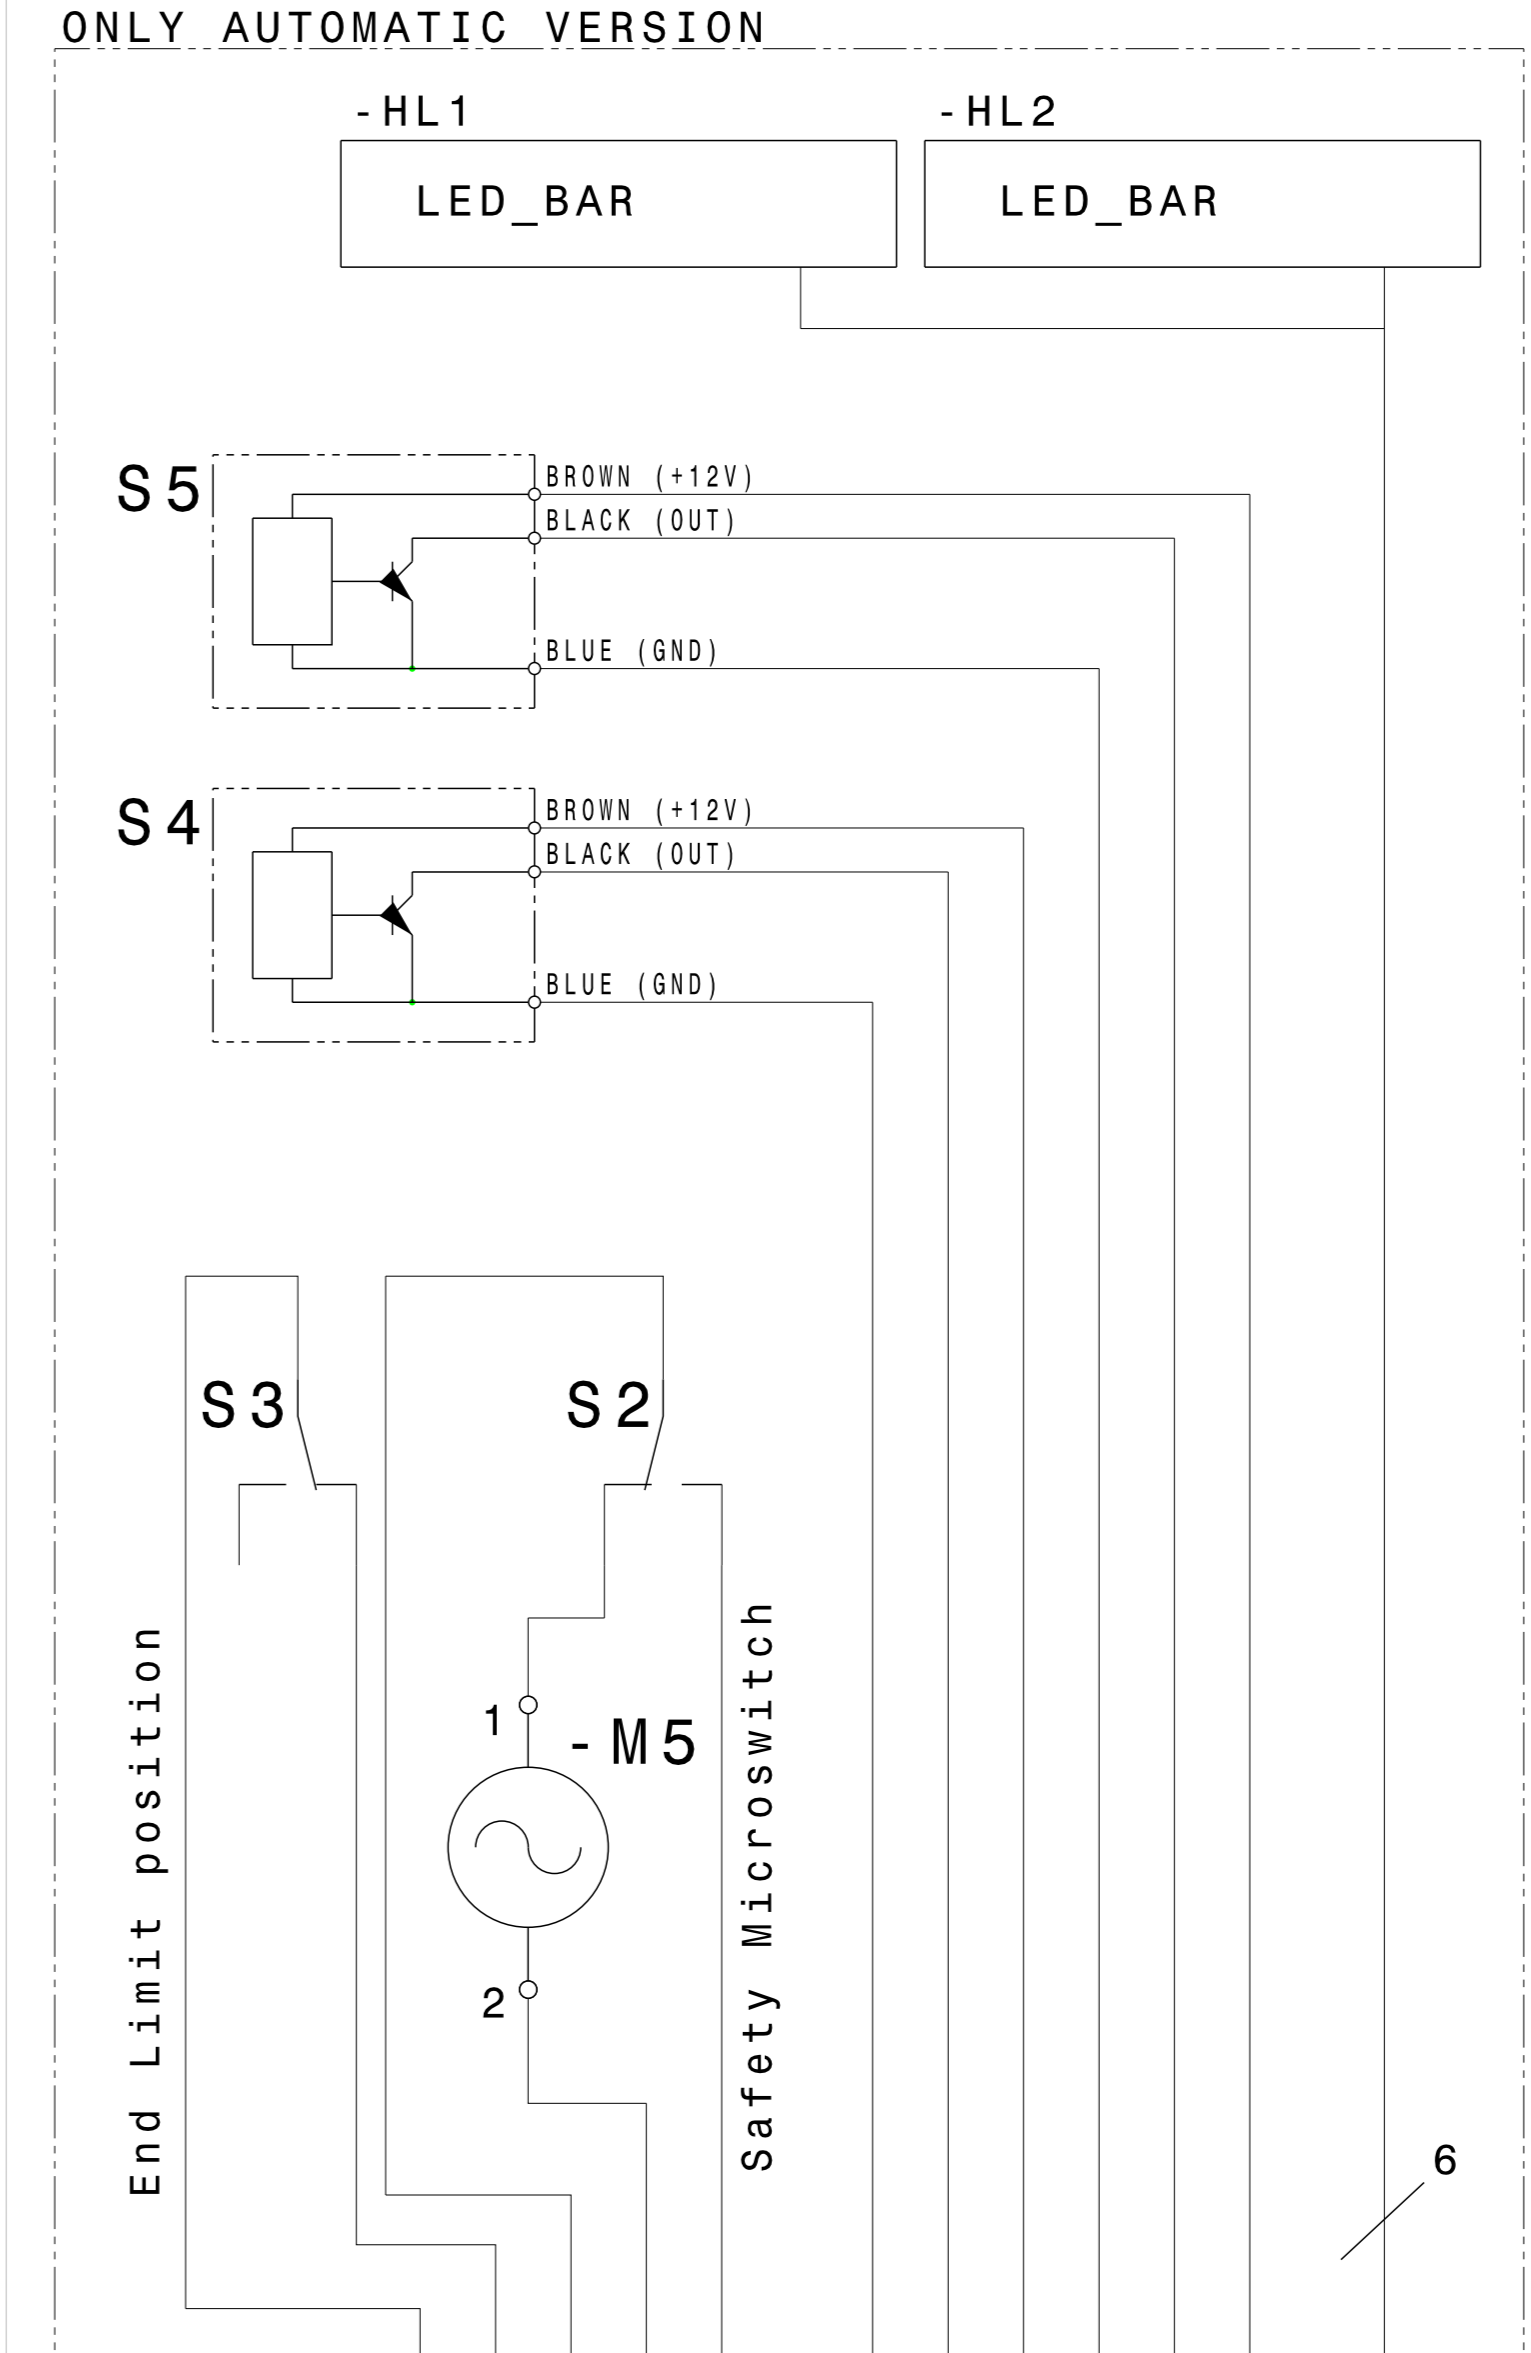 ONLY AUTOMATIC VERSION
-HL1
-HL2
LED_BAR
LED_BAR
S5
BROWN (+12V)
BLACK (OUT)
BLUE (GND)
S4
BROWN (+12V)
BLACK (OUT)
BLUE (GND)
S3
S2
End Limit position
1
-M5
2
Safety Microswitch
6